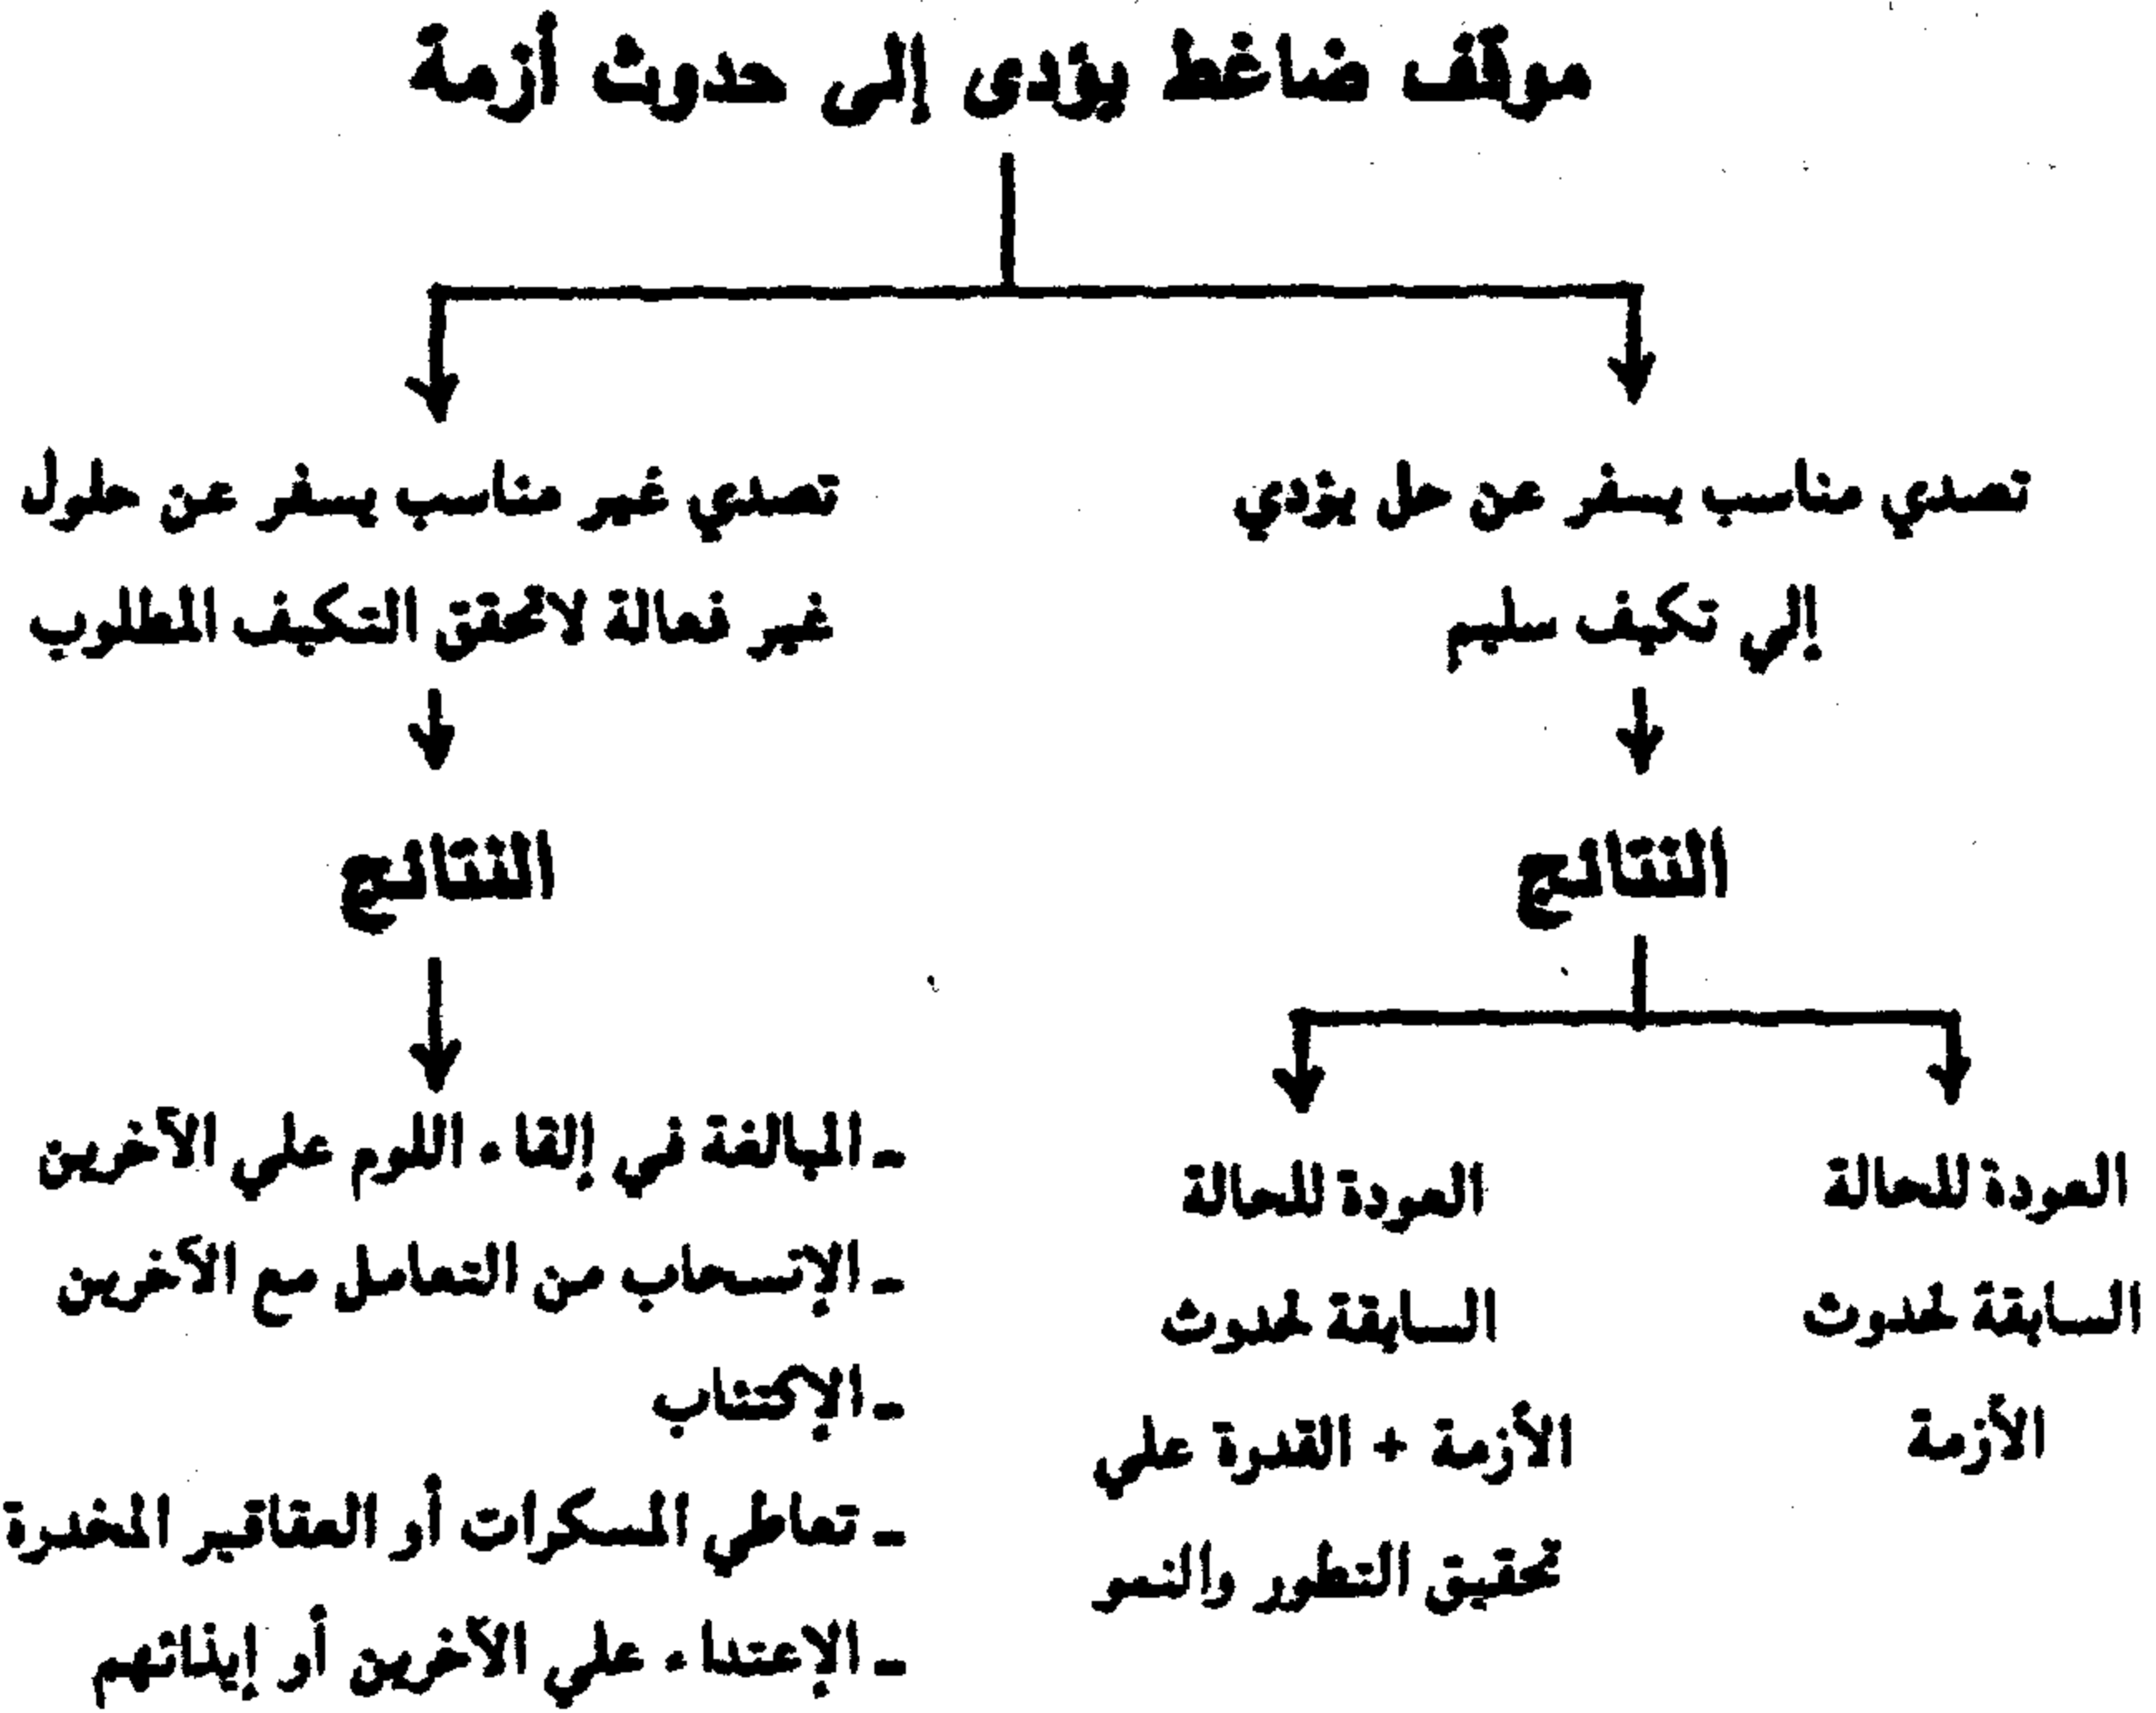 موقف ضاغط يؤدى إلى حدوث أزمة
تصدي مناسب يسفر عن حل يؤدي
إلي تكيف سليم
النتائج
العودة للحالة
السابقة لحدوث
الأزمة
العودة للحالة
السابقة لحدوث
الأزمة + القدرة علي
تحقيق التطور والنمو
تصدي غير مناسب يسفر عن حلول
غير فعالة لاتحقق التكيف المطلوب
النتائج
ـ المبالغة في إلقاء اللوم علي الآخرين
ـ الإنسحاب من التعامل مع الآخرين
ـ الإكتئاب
ـ تعاطي المسكرات أو العقاقير المخدرة
ـ الإعتداء علي الآخرين أو إيذائهم